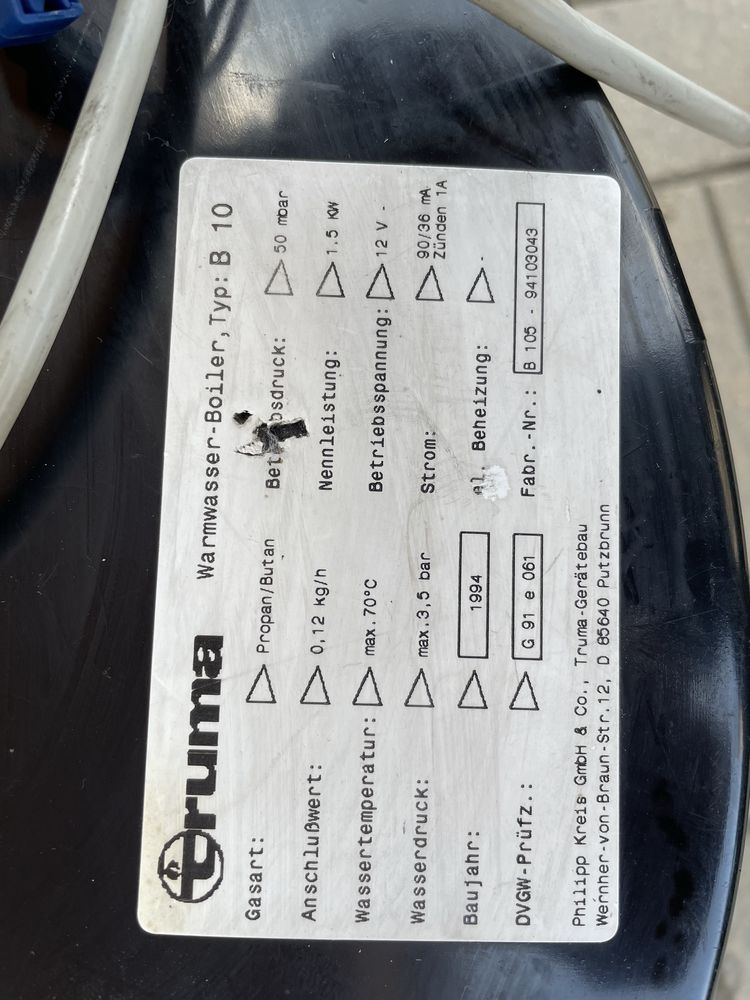 truma Warmwasser-Boiler, Typ: B 10
Gasart: Propan/Butan
Anschlußwert: 0,12 kg/h Nennleistung: 1.5 KW
Wassertemperatur: max.70°C Betriebsspannung: 12 V -
Wasserdruck: max.3,5 bar Strom: 90/36 mA
Zünden 1A
Baujahr: 1994 Beheizung: -
DVGW-Prüfz.: G 91 e 061 Fabr.-Nr.: B 105 - 94103043
Philipp Kreis GmbH & Co., Truma-Gerätebau
Wernher-von-Braun-Str.12, D 85640 Putzbrunn
50 mbar